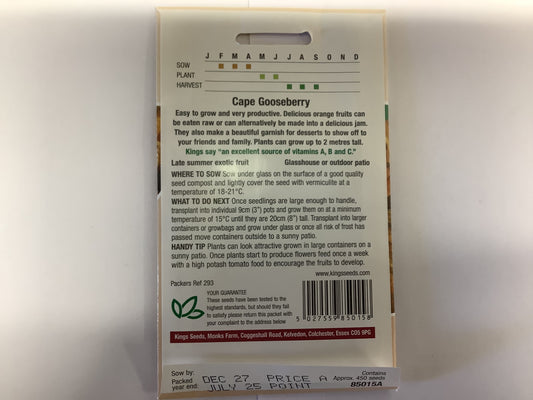 J F M A M J J A S O N D
SOW
PLANT
HARVEST
Cape Gooseberry
Easy to grow and very productive. Delicious orange fruits can
be eaten raw or can alternatively be made into a delicious jam.
They also make a beautiful garnish for desserts to show off to
your friends and family. Plants can grow up to 2 metres tall.
Kings say "an excellent source of vitamins A, B and C."
Late summer exotic fruit Glasshouse or outdoor patio
WHERE TO SOW Sow under glass on the surface of a good quality
seed compost and lightly cover the seed with vermiculite at a
temperature of 18-21°C.
WHAT TO DO NEXT Once seedlings are large enough to handle,
transplant into individual 9cm (3") pots and grow them on at a minimum
temperature of 15°C until they are 20cm (8") tall. Transplant into larger
containers or growbags and grow under glass or once all risk of frost has
passed move containers outside to a sunny patio.
HANDY TIP Plants can look attractive grown in large containers on a
sunny patio. Once plants start to produce flowers feed once a week
with a high potash tomato food to encourage the fruits to develop.
www.kingsseeds.com
Packers Ref 293
YOUR GUARANTEE
These seeds have been tested to the
highest standards, but should they fail
to satisfy please return this packet with
your complaint to the address below
5 027559 850158
Kings Seeds, Monks Farm, Coggeshall Road, Kelvedon, Colchester, Essex CO5 9PG
Sow by: DEC 27 PRICE A Contains
Packed Approx. 450 seeds
year end: JULY 25 POINT 85015A